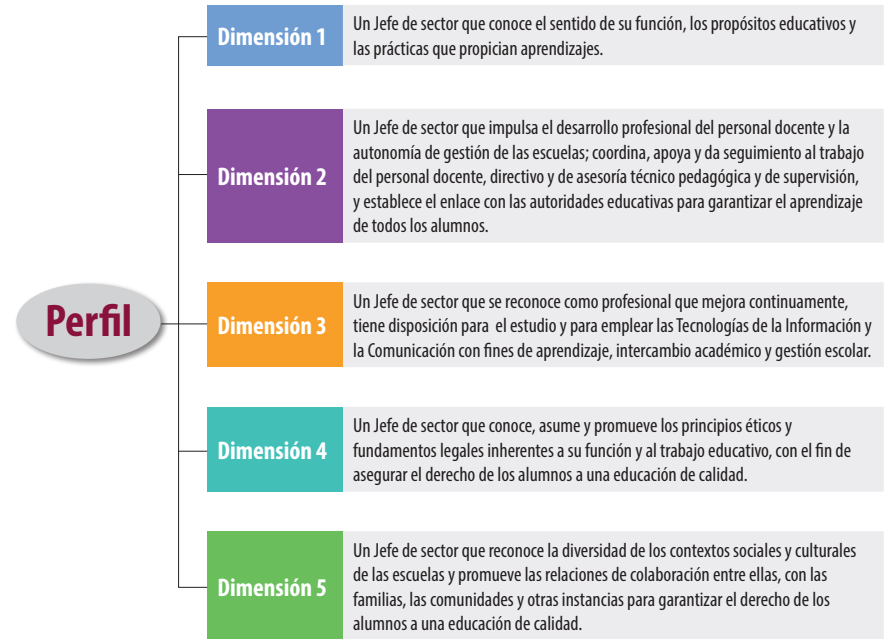 Perfil
Dimensión 1
Un Jefe de sector que conoce el sentido de su función, los propósitos educativos y
las prácticas que propician aprendizajes.
Dimensión 2
Un Jefe de sector que impulsa el desarrollo profesional del personal docente y la
autonomía de gestión de las escuelas; coordina, apoya y da seguimiento al trabajo
del personal docente, directivo y de asesoría técnico pedagógica y de supervisión,
y establece el enlace con las autoridades educativas para garantizar el aprendizaje
de todos los alumnos.
Dimensión 3
Un Jefe de sector que se reconoce como profesional que mejora continuamente,
tiene disposición para el estudio y para emplear las Tecnologías de la Información y
la Comunicación con fines de aprendizaje, intercambio académico y gestión escolar.
Dimensión 4
Un Jefe de sector que conoce, asume y promueve los principios éticos y
fundamentos legales inherentes a su función y al trabajo educativo, con el fin de
asegurar el derecho de los alumnos a una educación de calidad.
Dimensión 5
Un Jefe de sector que reconoce la diversidad de los contextos sociales y culturales
de las escuelas y promueve las relaciones de colaboración entre ellas, con las
familias, las comunidades y otras instancias para garantizar el derecho de los
alumnos a una educación de calidad.